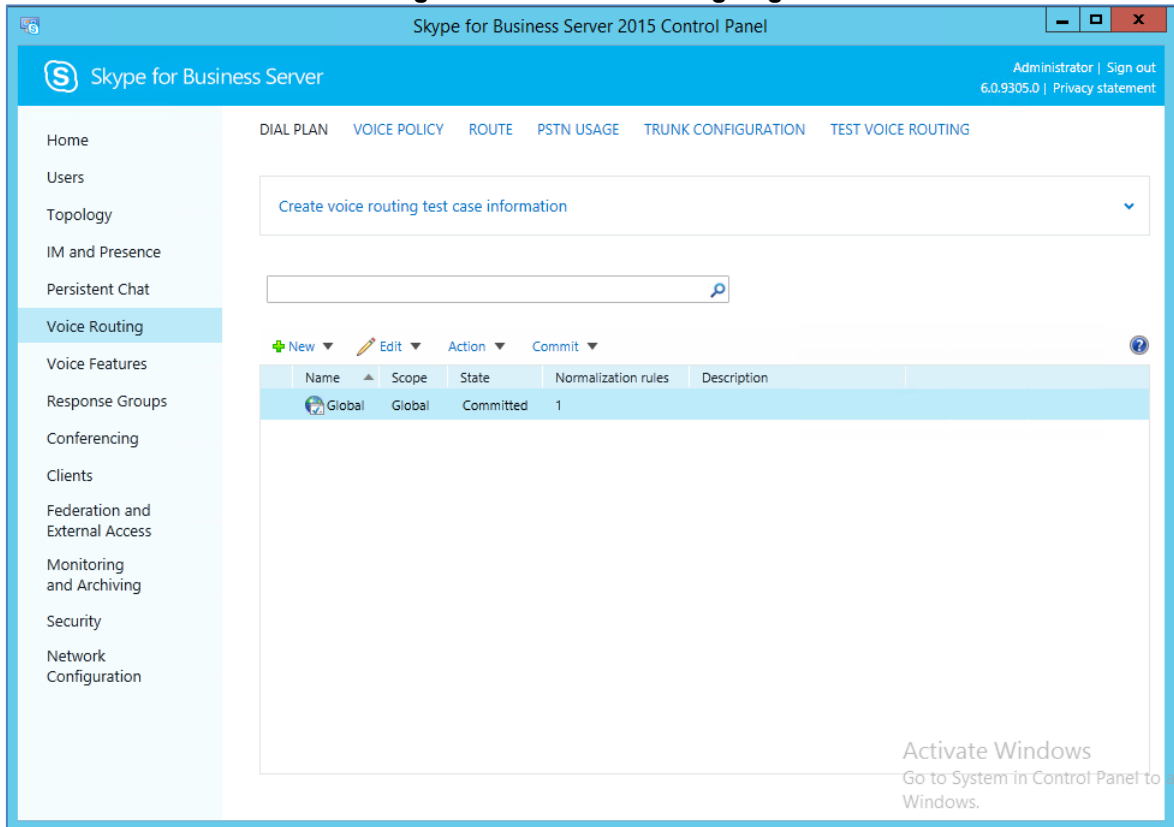 Skype for Business Server 2015 Control Panel
Skype for Business Server
Administrator | Sign out
6.0.9305.0 | Privacy statement
Home
Users
Topology
IM and Presence
Persistent Chat
Voice Routing
Voice Features
Response Groups
Conferencing
Clients
Federation and
External Access
Monitoring
and Archiving
Security
Network
Configuration
DIAL PLAN VOICE POLICY ROUTE PSTN USAGE TRUNK CONFIGURATION TEST VOICE ROUTING
Create voice routing test case information
New Edit Action Commit
Name Scope State Normalization rules Description
Global Global Committed 1
Activate Windows
Go to System in Control Panel to
Windows.